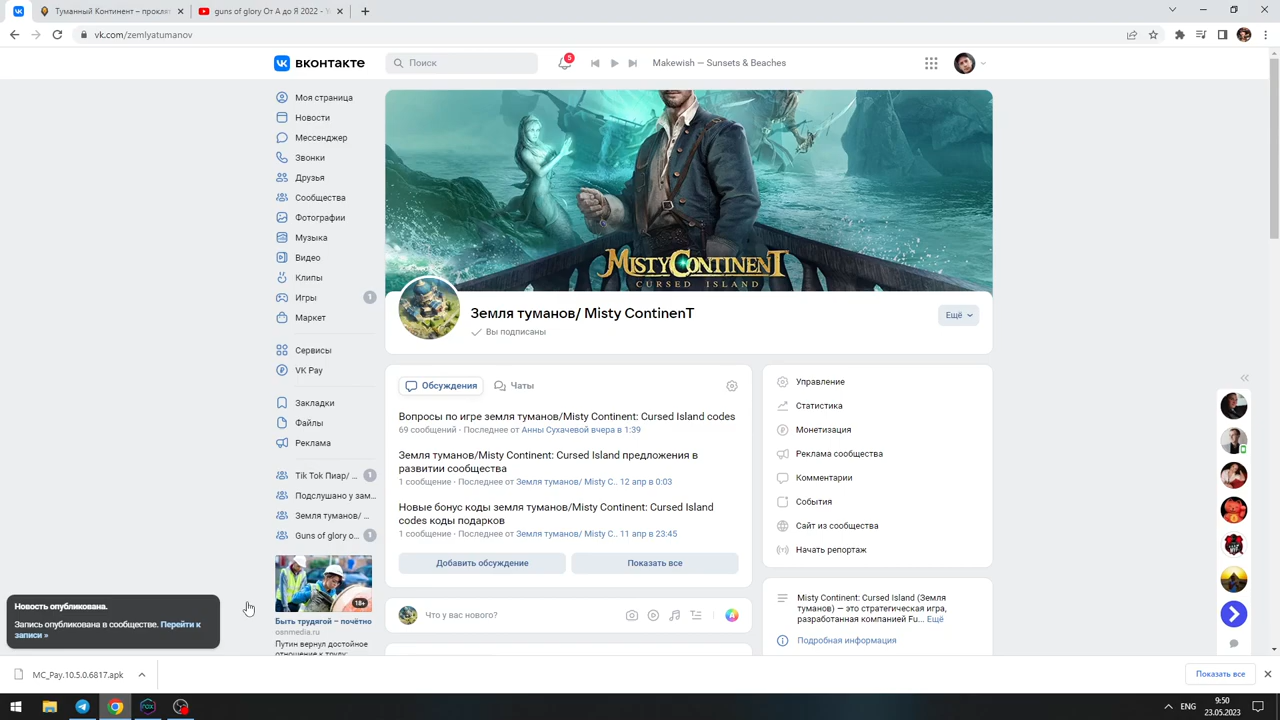 Туманный Континент – прокля
guns of glory От А до Я 2022 - Y
vk.com/zemlyatumanov
вконтакте
Поиск
5
Makewish — Sunsets & Beaches
Моя страница
Новости
Мессенджер
Звонки
Друзья
Сообщества
Фотографии
Музыка
Видео
Клипы
Игры
1
Маркет
Сервисы
VK Pay
Закладки
Файлы
Реклама
Tik Tok Пиар/ ...
1
Подслушано у зам...
Земля туманов/ ...
Guns of glory o...
1
MISTY CONTINENT
CURSED ISLAND
Земля туманов/ Misty ContinenT
Вы подписаны
Ещё
Обсуждения
Чаты
Вопросы по игре земля туманов/Misty Continent: Cursed Island codes
69 сообщений · Последнее от Анны Сухачевой вчера в 1:39
Земля туманов/Misty Continent: Cursed Island предложения в
развитии сообщества
1 сообщение · Последнее от Земля туманов/ Misty C.. 12 апр в 0:03
Новые бонус коды земля туманов/Misty Continent: Cursed Island
codes коды подарков
1 сообщение · Последнее от Земля туманов/ Misty C.. 11 апр в 23:45
Добавить обсуждение
Показать все
Что у вас нового?
Управление
Статистика
Монетизация
Реклама сообщества
Комментарии
События
Сайт из сообщества
Начать репортаж
Misty Continent: Cursed Island (Земля
туманов) — это стратегическая игра,
разработанная компанией Fu... Ещё
Подробная информация
18+
Быть трудягой – почётно
oanmedia.ru
Путин вернул достойное
отношение к труду:
Новость опубликована.
Запись опубликована в сообществе. Перейти к
записи »
MC_Pay.10.5.0.6817.apk
Показать все
ENG
9:50
23.05.2023